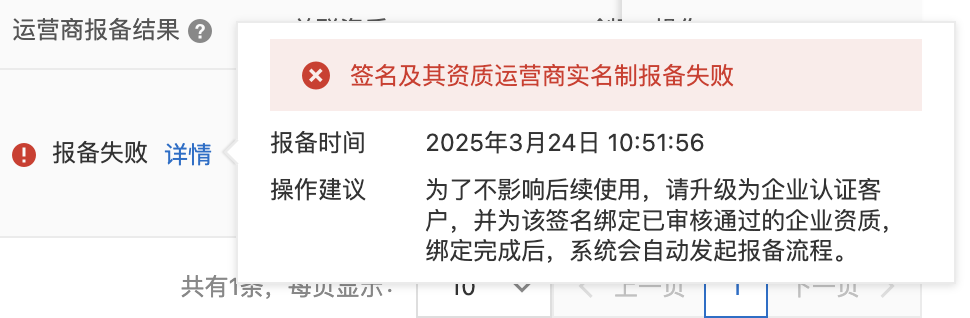 运营商报备结果 ?
签名及其资质运营商实名制报备失败
报备失败 详情
报备时间 2025年3月24日 10:51:56
操作建议 为了不影响后续使用，请升级为企业认证客
户，并为该签名绑定已审核通过的企业资质，
绑定完成后，系统会自动发起报备流程。
共有1条，每页显示： 10 上一页 1 下一页